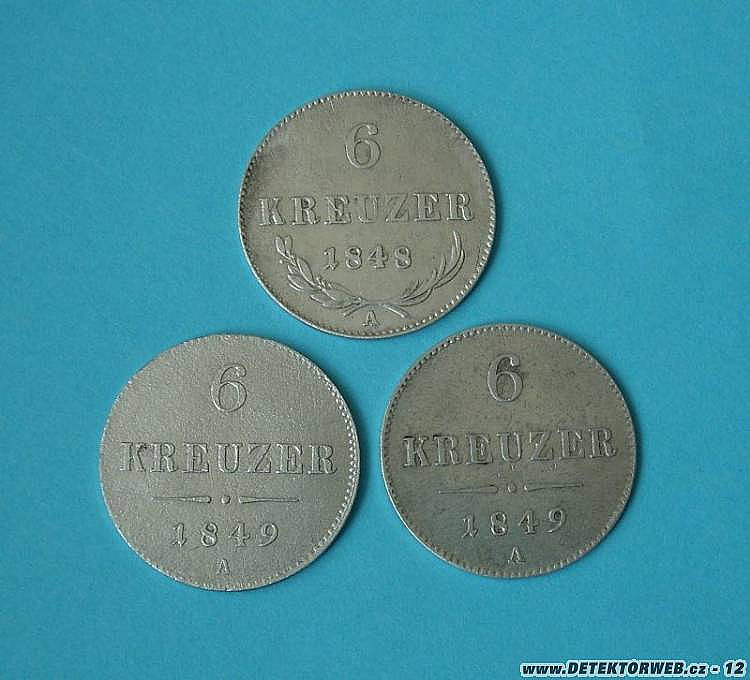 6
KREUZER
1848
A
6
KREUZER
1849
A
6
KREUZER
1849
A
www.DETEKTORWEB.cz - 12